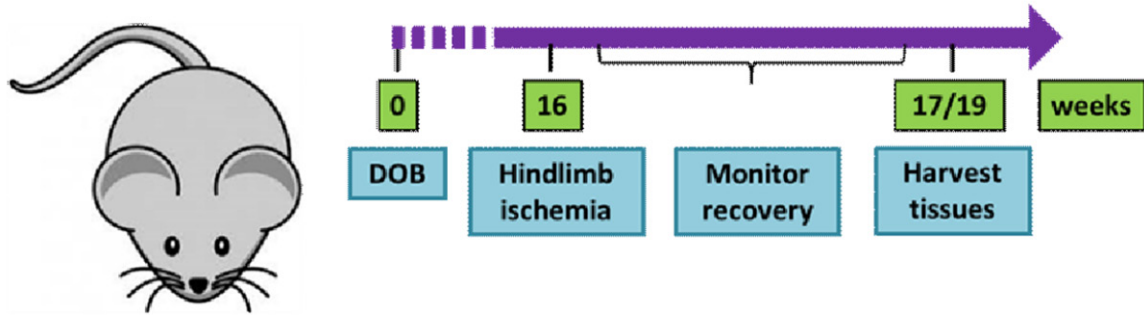 0
16
17/19
weeks
DOB
Hindlimb
ischemia
Monitor
recovery
Harvest
tissues